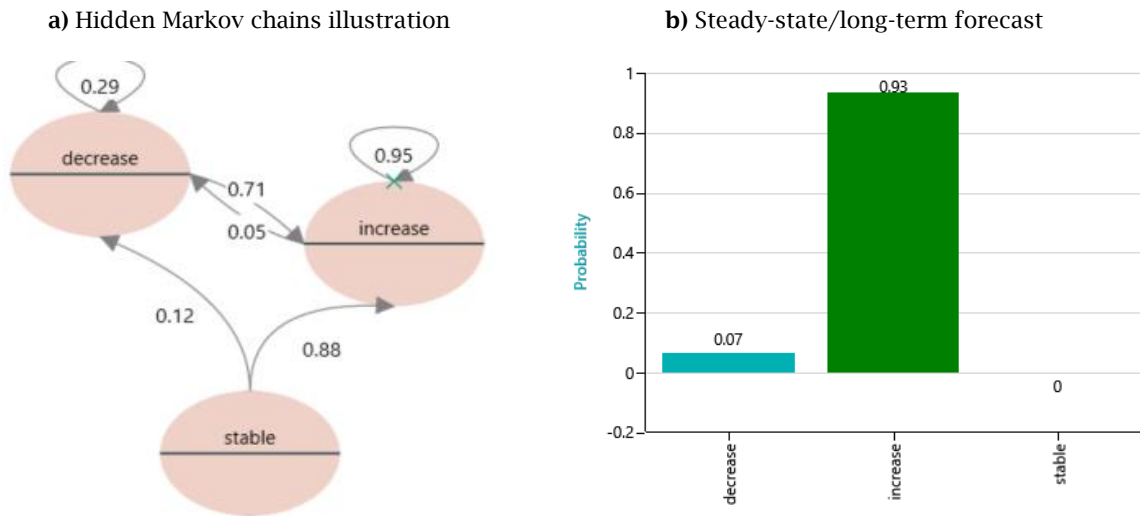 a) Hidden Markov chains illustration
0.29
decrease
0.95
0.71
0.05
increase
0.12
0.88
stable
b) Steady-state/long-term forecast
Probability
1
0.8
0.6
0.4
0.2
0
-0.2
0.07
0.93
0
decrease
increase
stable